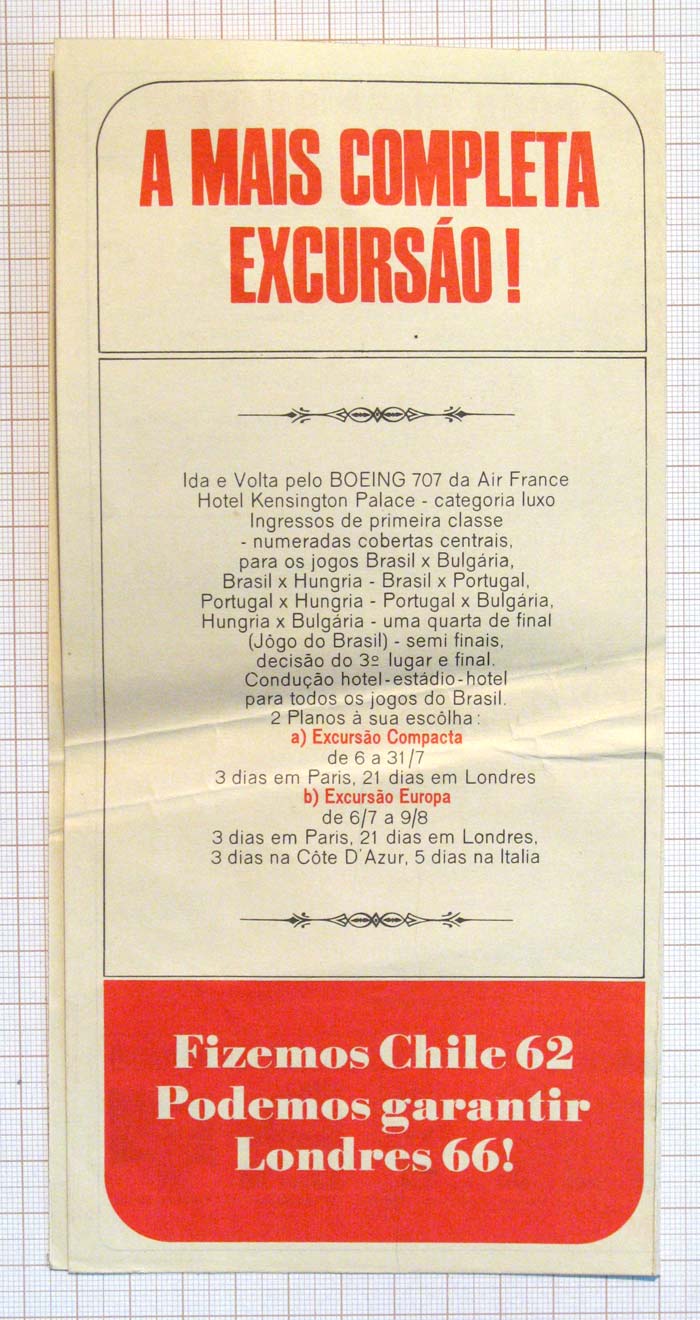 A MAIS COMPLETA
EXCURSÁO!
Ida e Volta pelo BOEING 707 da Air France
Hotel Kensington Palace - categoria luxo
Ingressos de primeira classe
- numeradas cobertas centrais,
para os jogos Brasil x Bulgária,
Brasil x Hungria - Brasil x Portugal,
Portugal x Hungria - Portugal x Bulgária,
Hungria x Bulgária - uma quarta de final
(Jôgo do Brasil) - semi finais,
decisão do 3º lugar e final.
Condução hotel-estádio-hotel
para todos os jogos do Brasil.
2 Planos à sua escôlha:
a) Excursão Compacta
de 6 a 31/7
3 dias em Paris, 21 dias em Londres
b) Excursão Europa
de 6/7 a 9/8
3 dias em Paris, 21 dias em Londres,
3 dias na Côte D'Azur, 5 dias na Italia
Fizemos Chile 62
Podemos garantir
Londres 66!